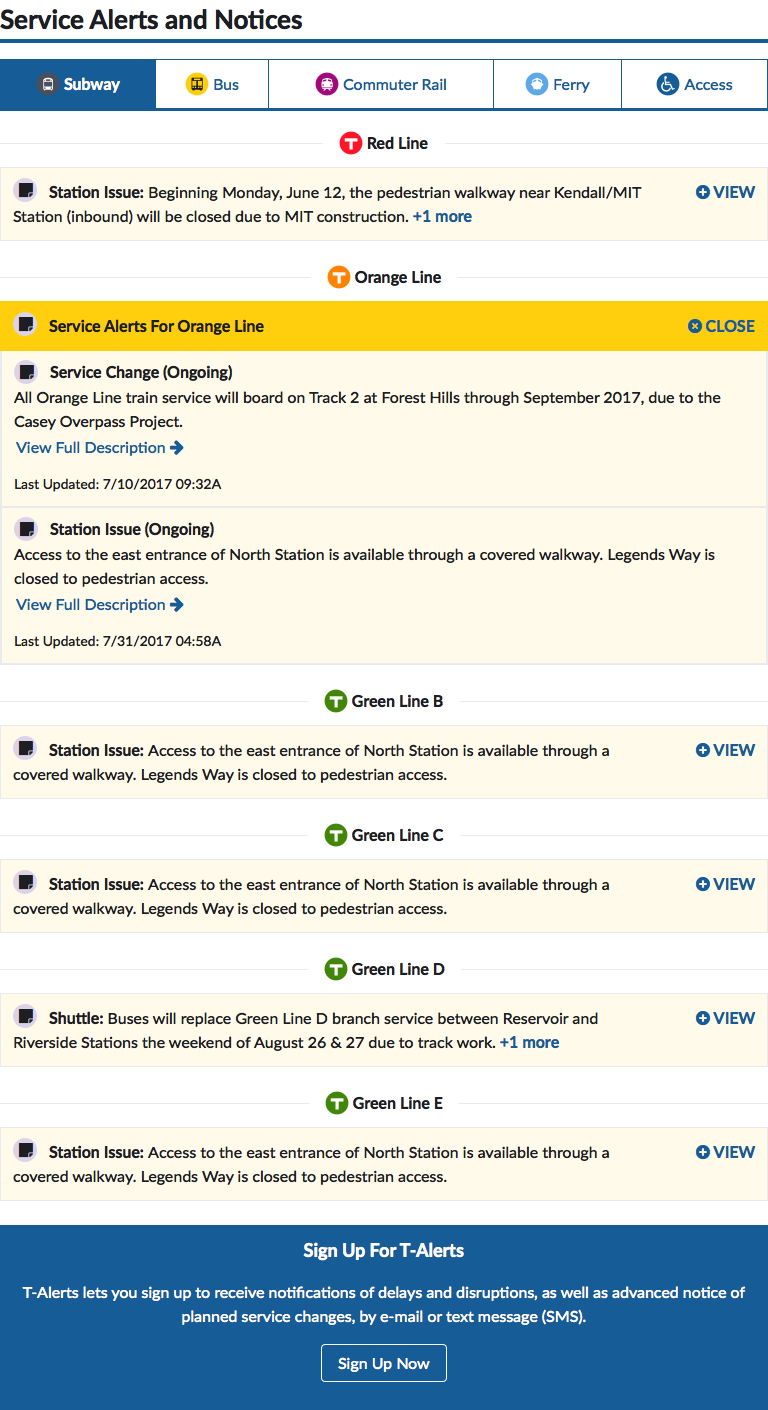 Service Alerts and Notices
Subway
Bus
Commuter Rail
Ferry
Access
T Red Line
Station Issue: Beginning Monday, June 12, the pedestrian walkway near Kendall/MIT
Station (inbound) will be closed due to MIT construction. +1 more
VIEW
T Orange Line
Service Alerts For Orange Line
CLOSE
Service Change (Ongoing)
All Orange Line train service will board on Track 2 at Forest Hills through September 2017, due to the
Casey Overpass Project.
View Full Description
Last Updated: 7/10/2017 09:32A
Station Issue (Ongoing)
Access to the east entrance of North Station is available through a covered walkway. Legends Way is
closed to pedestrian access.
View Full Description
Last Updated: 7/31/2017 04:58A
T Green Line B
Station Issue: Access to the east entrance of North Station is available through a
covered walkway. Legends Way is closed to pedestrian access.
VIEW
T Green Line C
Station Issue: Access to the east entrance of North Station is available through a
covered walkway. Legends Way is closed to pedestrian access.
VIEW
T Green Line D
Shuttle: Buses will replace Green Line D branch service between Reservoir and
Riverside Stations the weekend of August 26 & 27 due to track work. +1 more
VIEW
T Green Line E
Station Issue: Access to the east entrance of North Station is available through a
covered walkway. Legends Way is closed to pedestrian access.
VIEW
Sign Up For T-Alerts
T-Alerts lets you sign up to receive notifications of delays and disruptions, as well as advanced notice of
planned service changes, by e-mail or text message (SMS).
Sign Up Now